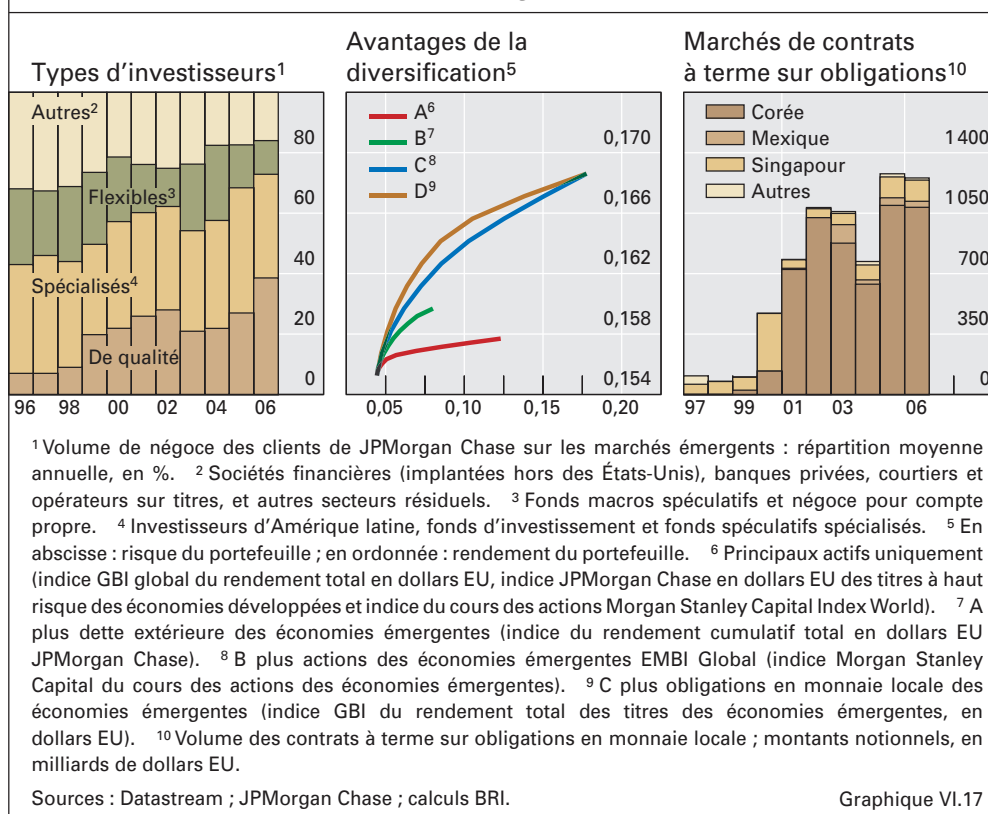 Types d’investisseurs¹
Autres²
Flexibles³
Spécialisés⁴
De qualité
80
60
40
20
0
96 98 00 02 04 06
Avantages de la
diversification⁵
A⁶
B⁷
C⁸
D⁹
0,170
0,166
0,162
0,158
0,154
0,05 0,10 0,15 0,20
Marchés de contrats
à terme sur obligations¹⁰
Corée
Mexique
Singapour
Autres
1 400
1 050
700
350
0
97 99 01 03 06
¹ Volume de négoce des clients de JPMorgan Chase sur les marchés émergents : répartition moyenne
annuelle, en %. ² Sociétés financières (implantées hors des États-Unis), banques privées, courtiers et
opérateurs sur titres, et autres secteurs résiduels. ³ Fonds macros spéculatifs et négoce pour compte
propre. ⁴ Investisseurs d’Amérique latine, fonds d’investissement et fonds spéculatifs spécialisés. ⁵ En
abscisse : risque du portefeuille ; en ordonnée : rendement du portefeuille. ⁶ Principaux actifs uniquement
(indice GBI global du rendement total en dollars EU, indice JPMorgan Chase en dollars EU des titres à haut
risque des économies développées et indice du cours des actions Morgan Stanley Capital Index World). ⁷ A
plus dette extérieure des économies émergentes (indice du rendement cumulatif total en dollars EU
JPMorgan Chase). ⁸ B plus actions des économies émergentes EMBI Global (indice Morgan Stanley
Capital du cours des actions des économies émergentes). ⁹ C plus obligations en monnaie locale des
économies émergentes (indice GBI du rendement total des titres des économies émergentes, en
dollars EU). ¹⁰ Volume des contrats à terme sur obligations en monnaie locale ; montants notionnels, en
milliards de dollars EU.
Sources : Datastream ; JPMorgan Chase ; calculs BRI.
Graphique VI.17